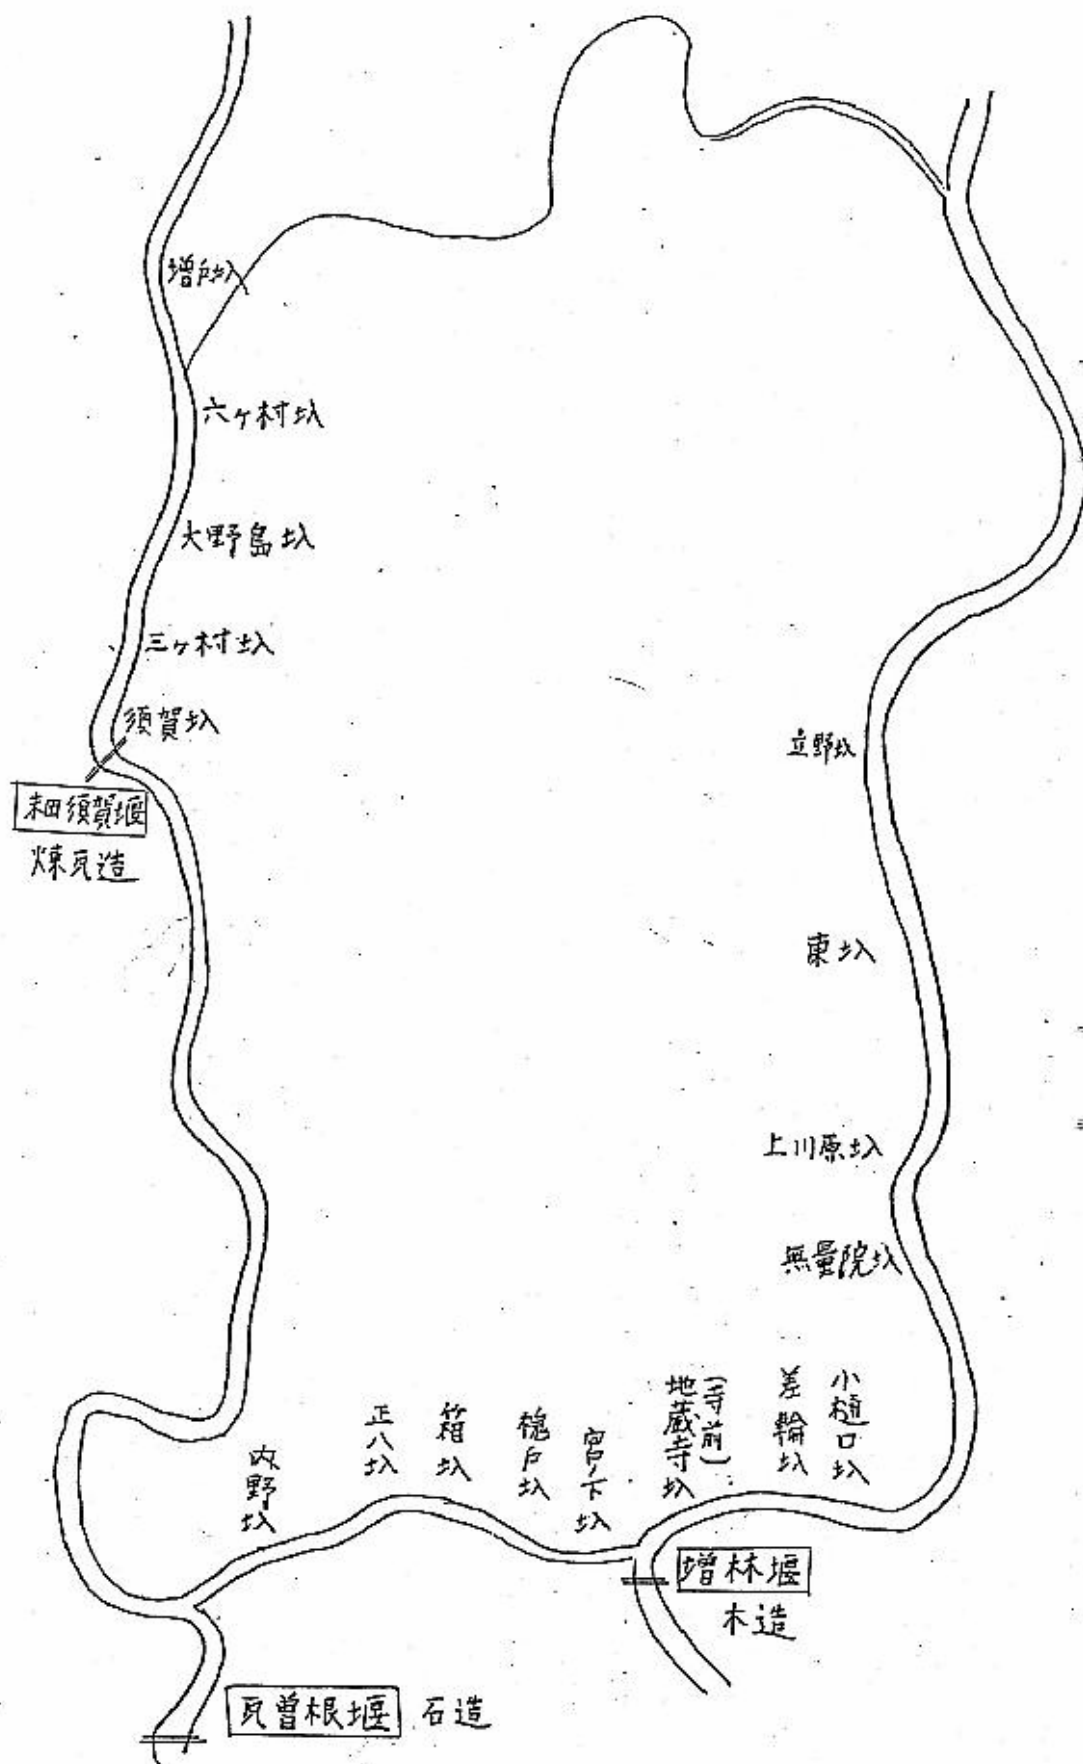 増戸圦
六ヶ村圦
大野島圦
三ヶ村圦
須賀圦
末田須賀堰
煉瓦造
立野圦
東圦
上川原圦
無量院圦
小樋口圦
差輪圦
(寺前)
地蔵寺圦
宮ノ下圦
槐戸圦
箱圦
正八圦
内野圦
増林堰
木造
瓦曽根堰 石造